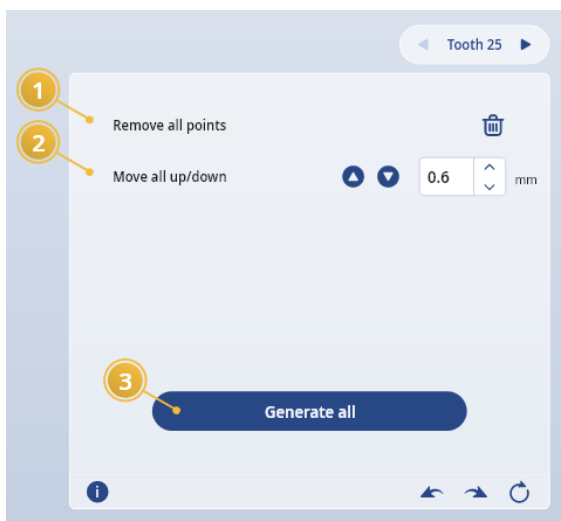 Tooth 25
1
Remove all points
2
Move all up/down 0.6 mm
3
Generate all
i